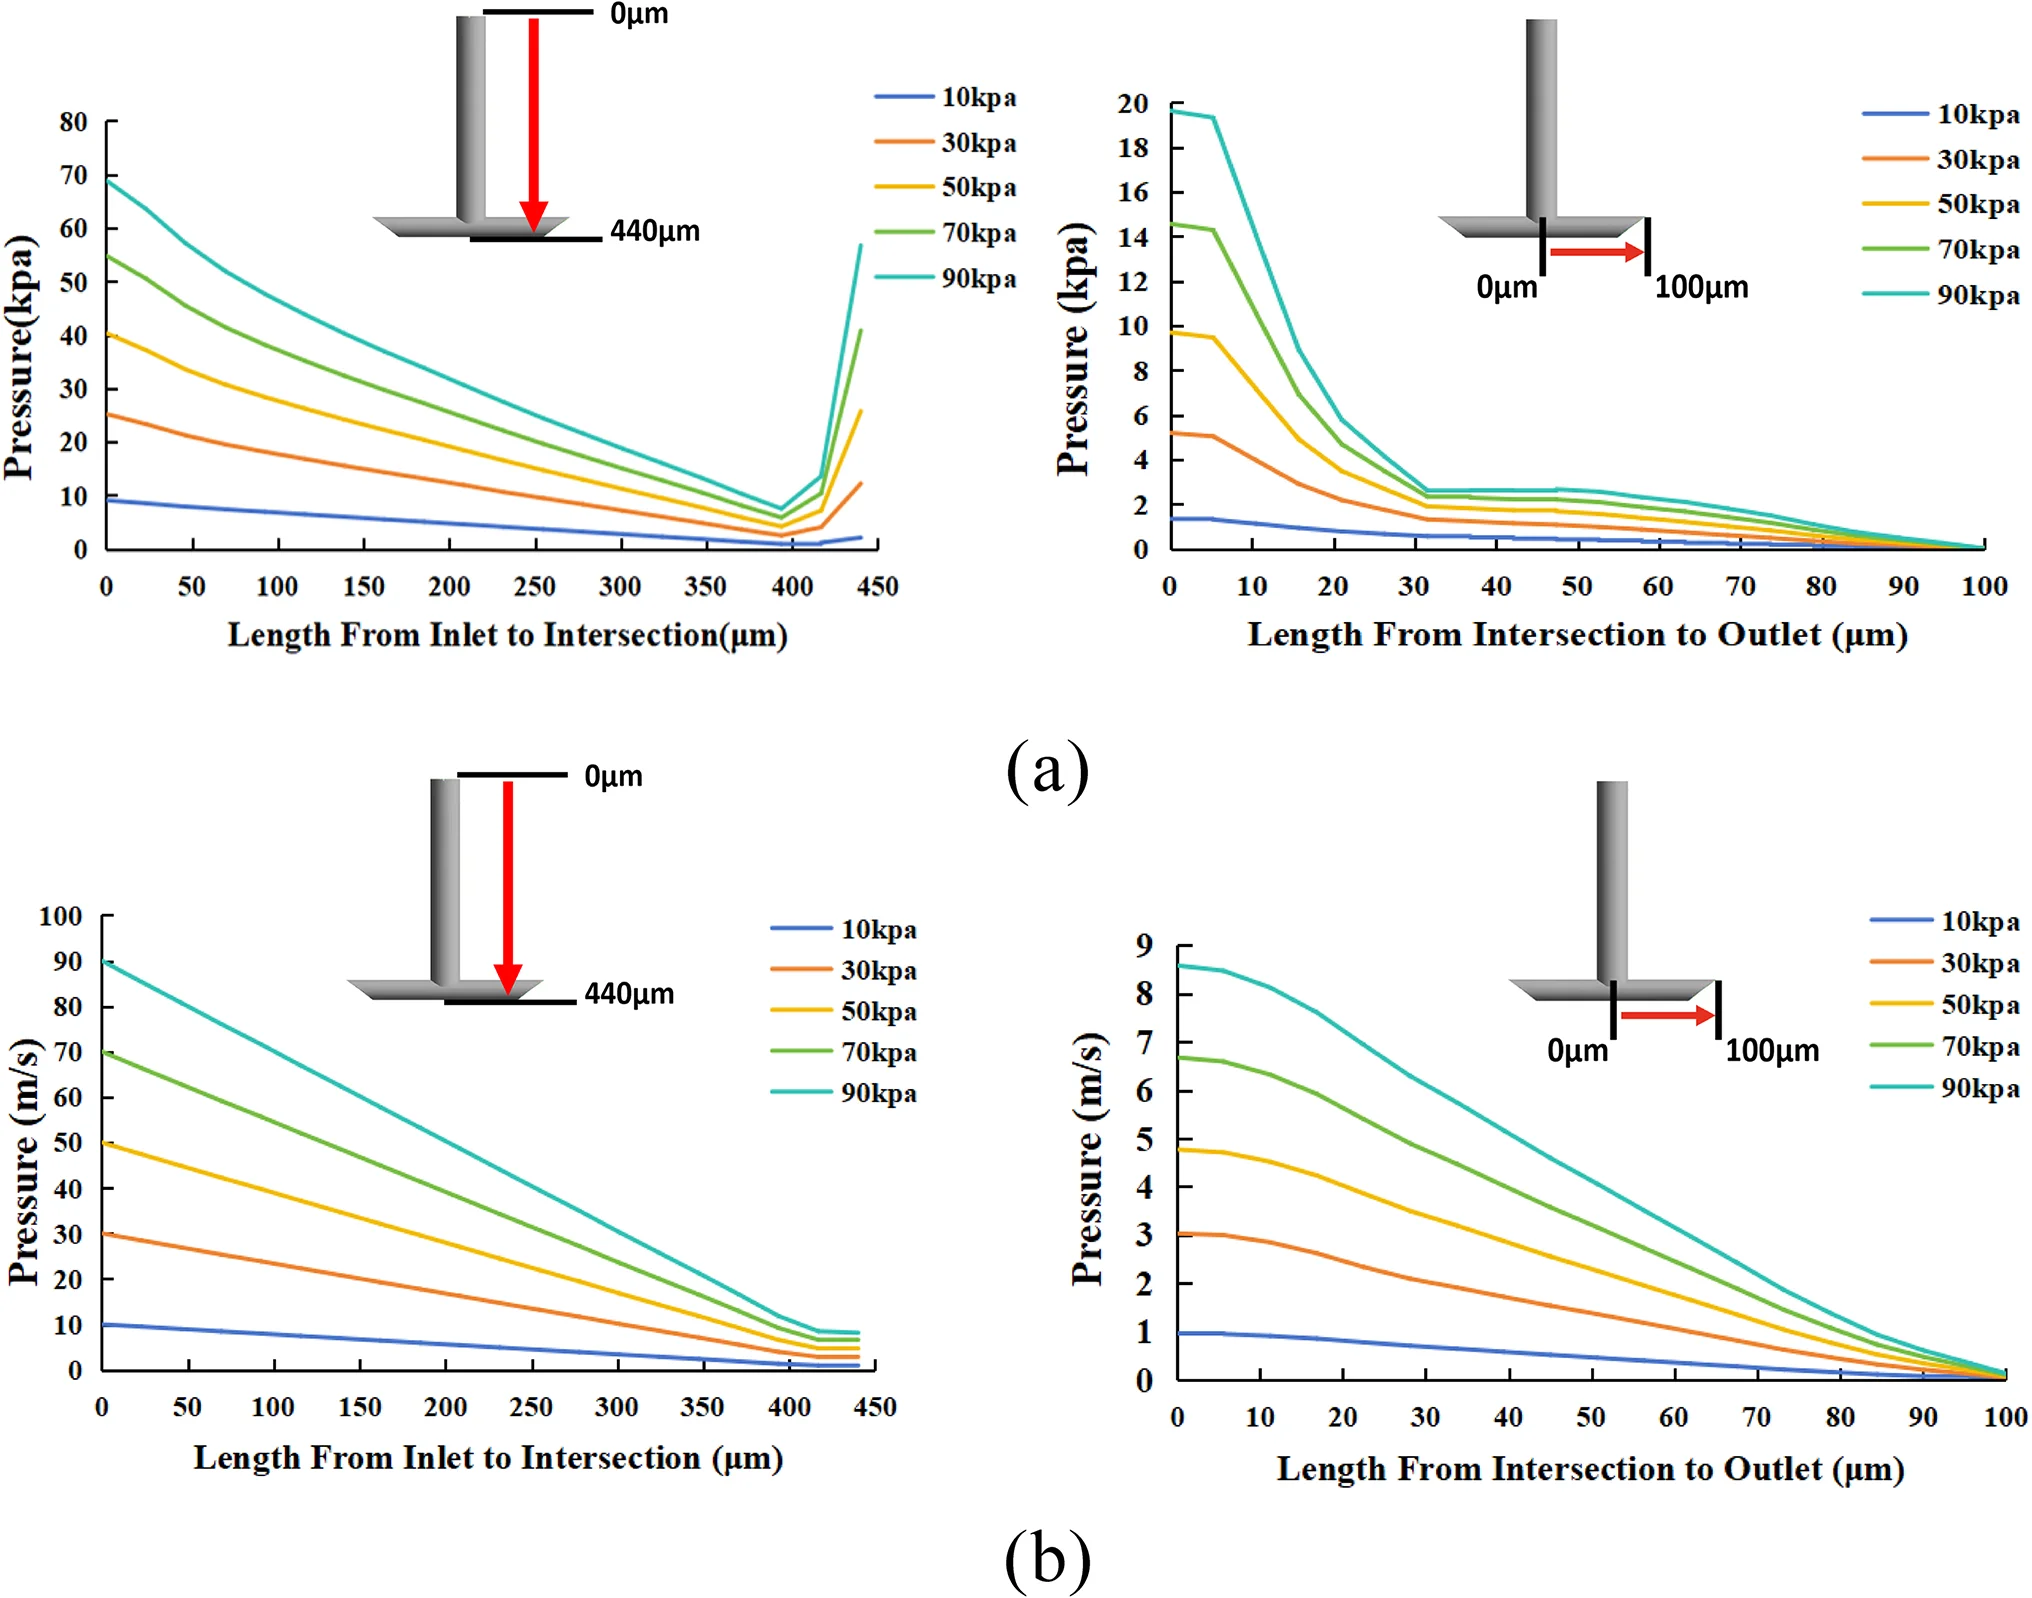 0μm
440μm
10kpa
30kpa
50kpa
70kpa
90kpa
Pressure(kpa)
80
70
60
50
40
30
20
10
0
0 50 100 150 200 250 300 350 400 450
Length From Inlet to Intersection(μm)
0μm 100μm
10kpa
30kpa
50kpa
70kpa
90kpa
Pressure (kpa)
20
18
16
14
12
10
8
6
4
2
0
0 10 20 30 40 50 60 70 80 90 100
Length From Intersection to Outlet (μm)
(a)
0μm
440μm
10kpa
30kpa
50kpa
70kpa
90kpa
Pressure (m/s)
100
90
80
70
60
50
40
30
20
10
0
0 50 100 150 200 250 300 350 400 450
Length From Inlet to Intersection (μm)
0μm 100μm
10kpa
30kpa
50kpa
70kpa
90kpa
Pressure (m/s)
9
8
7
6
5
4
3
2
1
0
0 10 20 30 40 50 60 70 80 90 100
Length From Intersection to Outlet (μm)
(b)